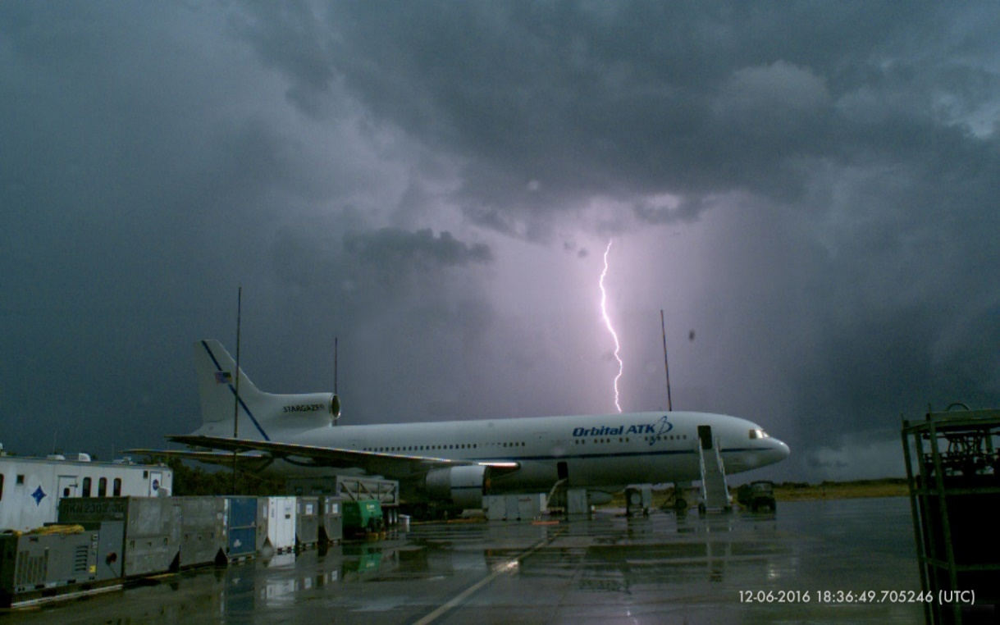 STARGAZER
Orbital ATK
12-06-2016 18:36:49.705246 (UTC)